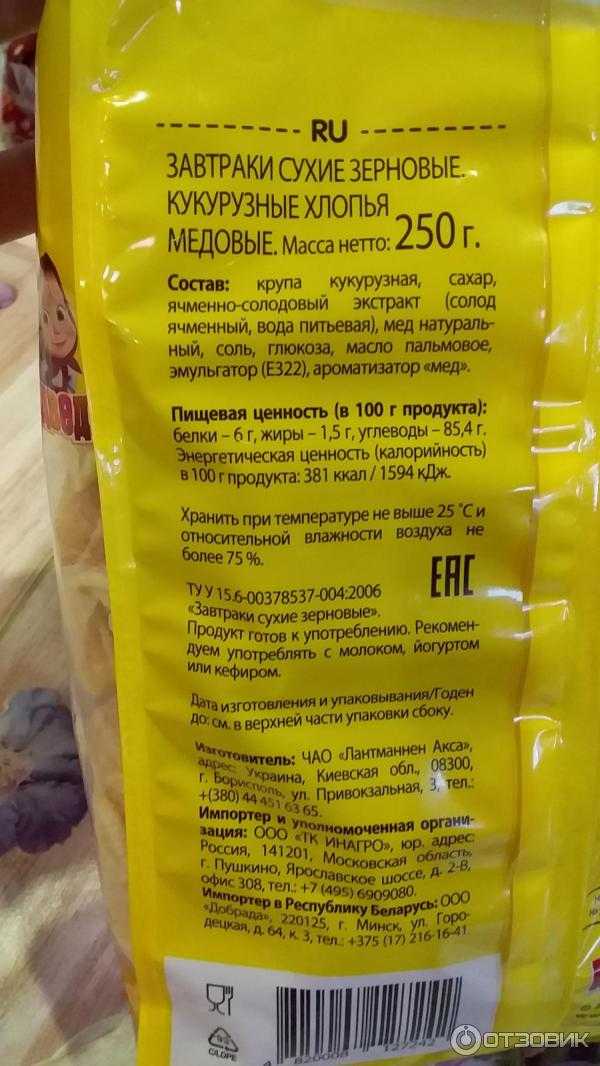 RU
ЗАВТРАКИ СУХИЕ ЗЕРНОВЫЕ.
КУКУРУЗНЫЕ ХЛОПЬЯ
МЕДОВЫЕ. Масса нетто: 250 г.
Состав: крупа кукурузная, сахар,
ячменно-солодовый экстракт (солод
ячменный, вода питьевая), мед натураль-
ный, соль, глюкоза, масло пальмовое,
эмульгатор (Е322), ароматизатор «мед».
Пищевая ценность (в 100 г продукта):
белки – 6 г, жиры – 1,5 г, углеводы – 85,4 г.
Энергетическая ценность (калорийность)
в 100 г продукта: 381 ккал / 1594 кДж.
Хранить при температуре не выше 25 °С и
относительной влажности воздуха не
более 75 %.
ЕАС
ТУ У 15.6-00378537-004:2006
«Завтраки сухие зерновые».
Продукт готов к употреблению. Рекомен-
дуем употреблять с молоком, йогуртом
или кефиром.
Дата изготовления и упаковывания/Годен
до: см. в верхней части упаковки сбоку.
Изготовитель: ЧАО «Лантманнен Акса»,
адрес: Украина, Киевская обл., 08300,
г. Борисполь, ул. Привокзальная, 3, тел.:
+(380) 44 451 63 65.
Импортер и уполномоченная органи-
зация: ООО «ТК ИНАГРО», юр. адрес:
Россия, 141201, Московская область,
г. Пушкино, Ярославское шоссе, д. 2-В,
офис 308, тел.: +7 (495) 6909080.
Импортер в Республику Беларусь: ООО
«Добрада», 220125, г. Минск, ул. Горо-
децкая, д. 64, к. 3, тел.: +375 (17) 216-16-41
C/LDPE
4 820008 127242
ОТЗОВИК